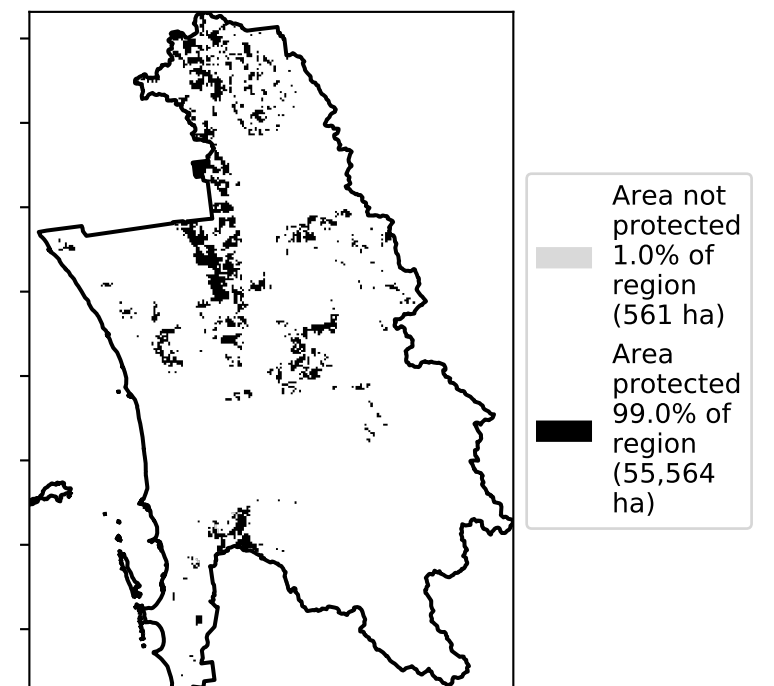 Area not
protected
1.0% of
region
(561 ha)
Area
protected
99.0% of
region
(55,564
ha)